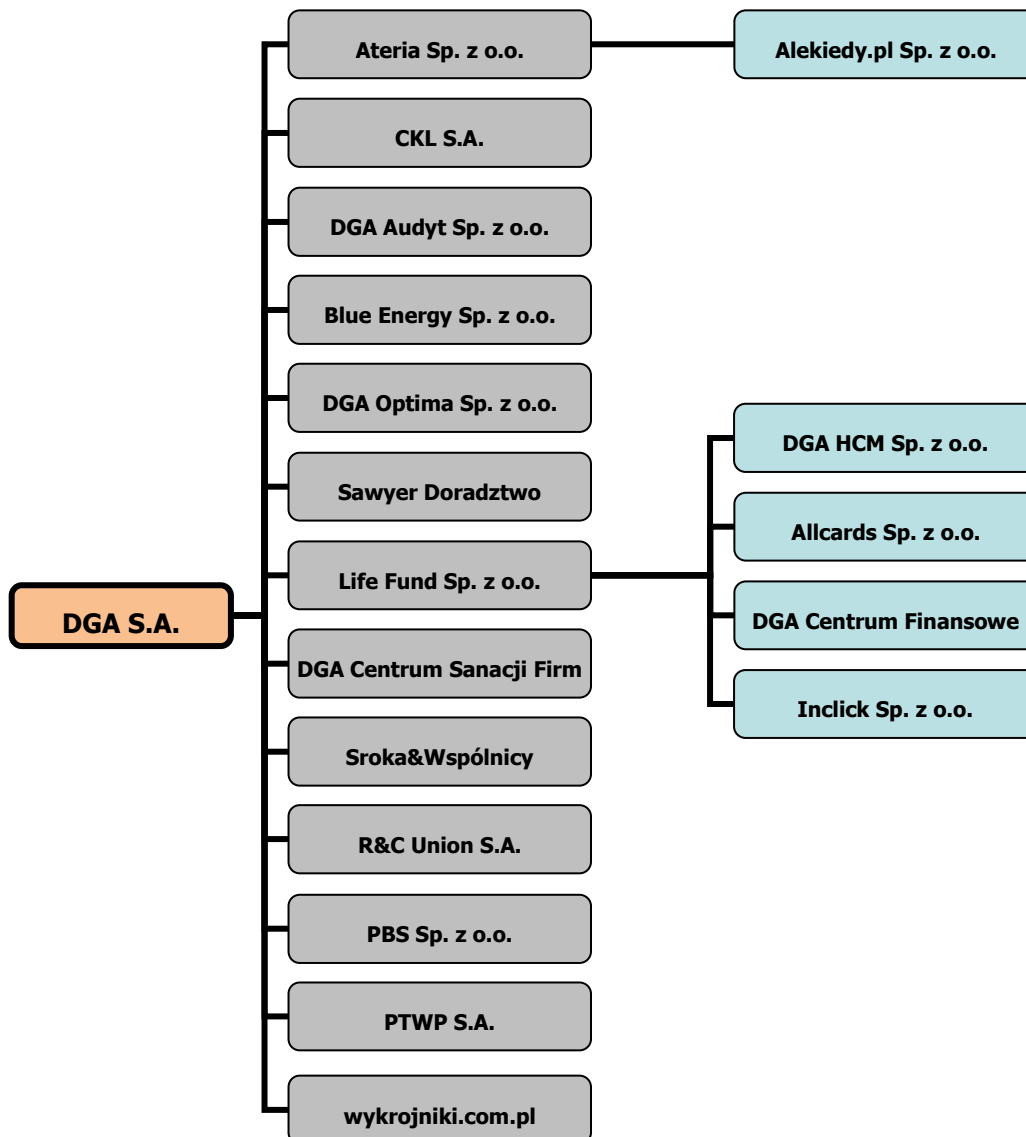 Ateria Sp. z o.o.
Alekiedy.pl Sp. z o.o.
CKL S.A.
DGA Audyt Sp. z o.o.
Blue Energy Sp. z o.o.
DGA Optima Sp. z o.o.
DGA HCM Sp. z o.o.
Sawyer Doradztwo
Allcards Sp. z o.o.
Life Fund Sp. z o.o.
DGA S.A.
DGA Centrum Finansowe
DGA Centrum Sanacji Firm
Inclick Sp. z o.o.
Sroka&Wspólnicy
R&C Union S.A.
PBS Sp. z o.o.
PTWP S.A.
wykrojniki.com.pl